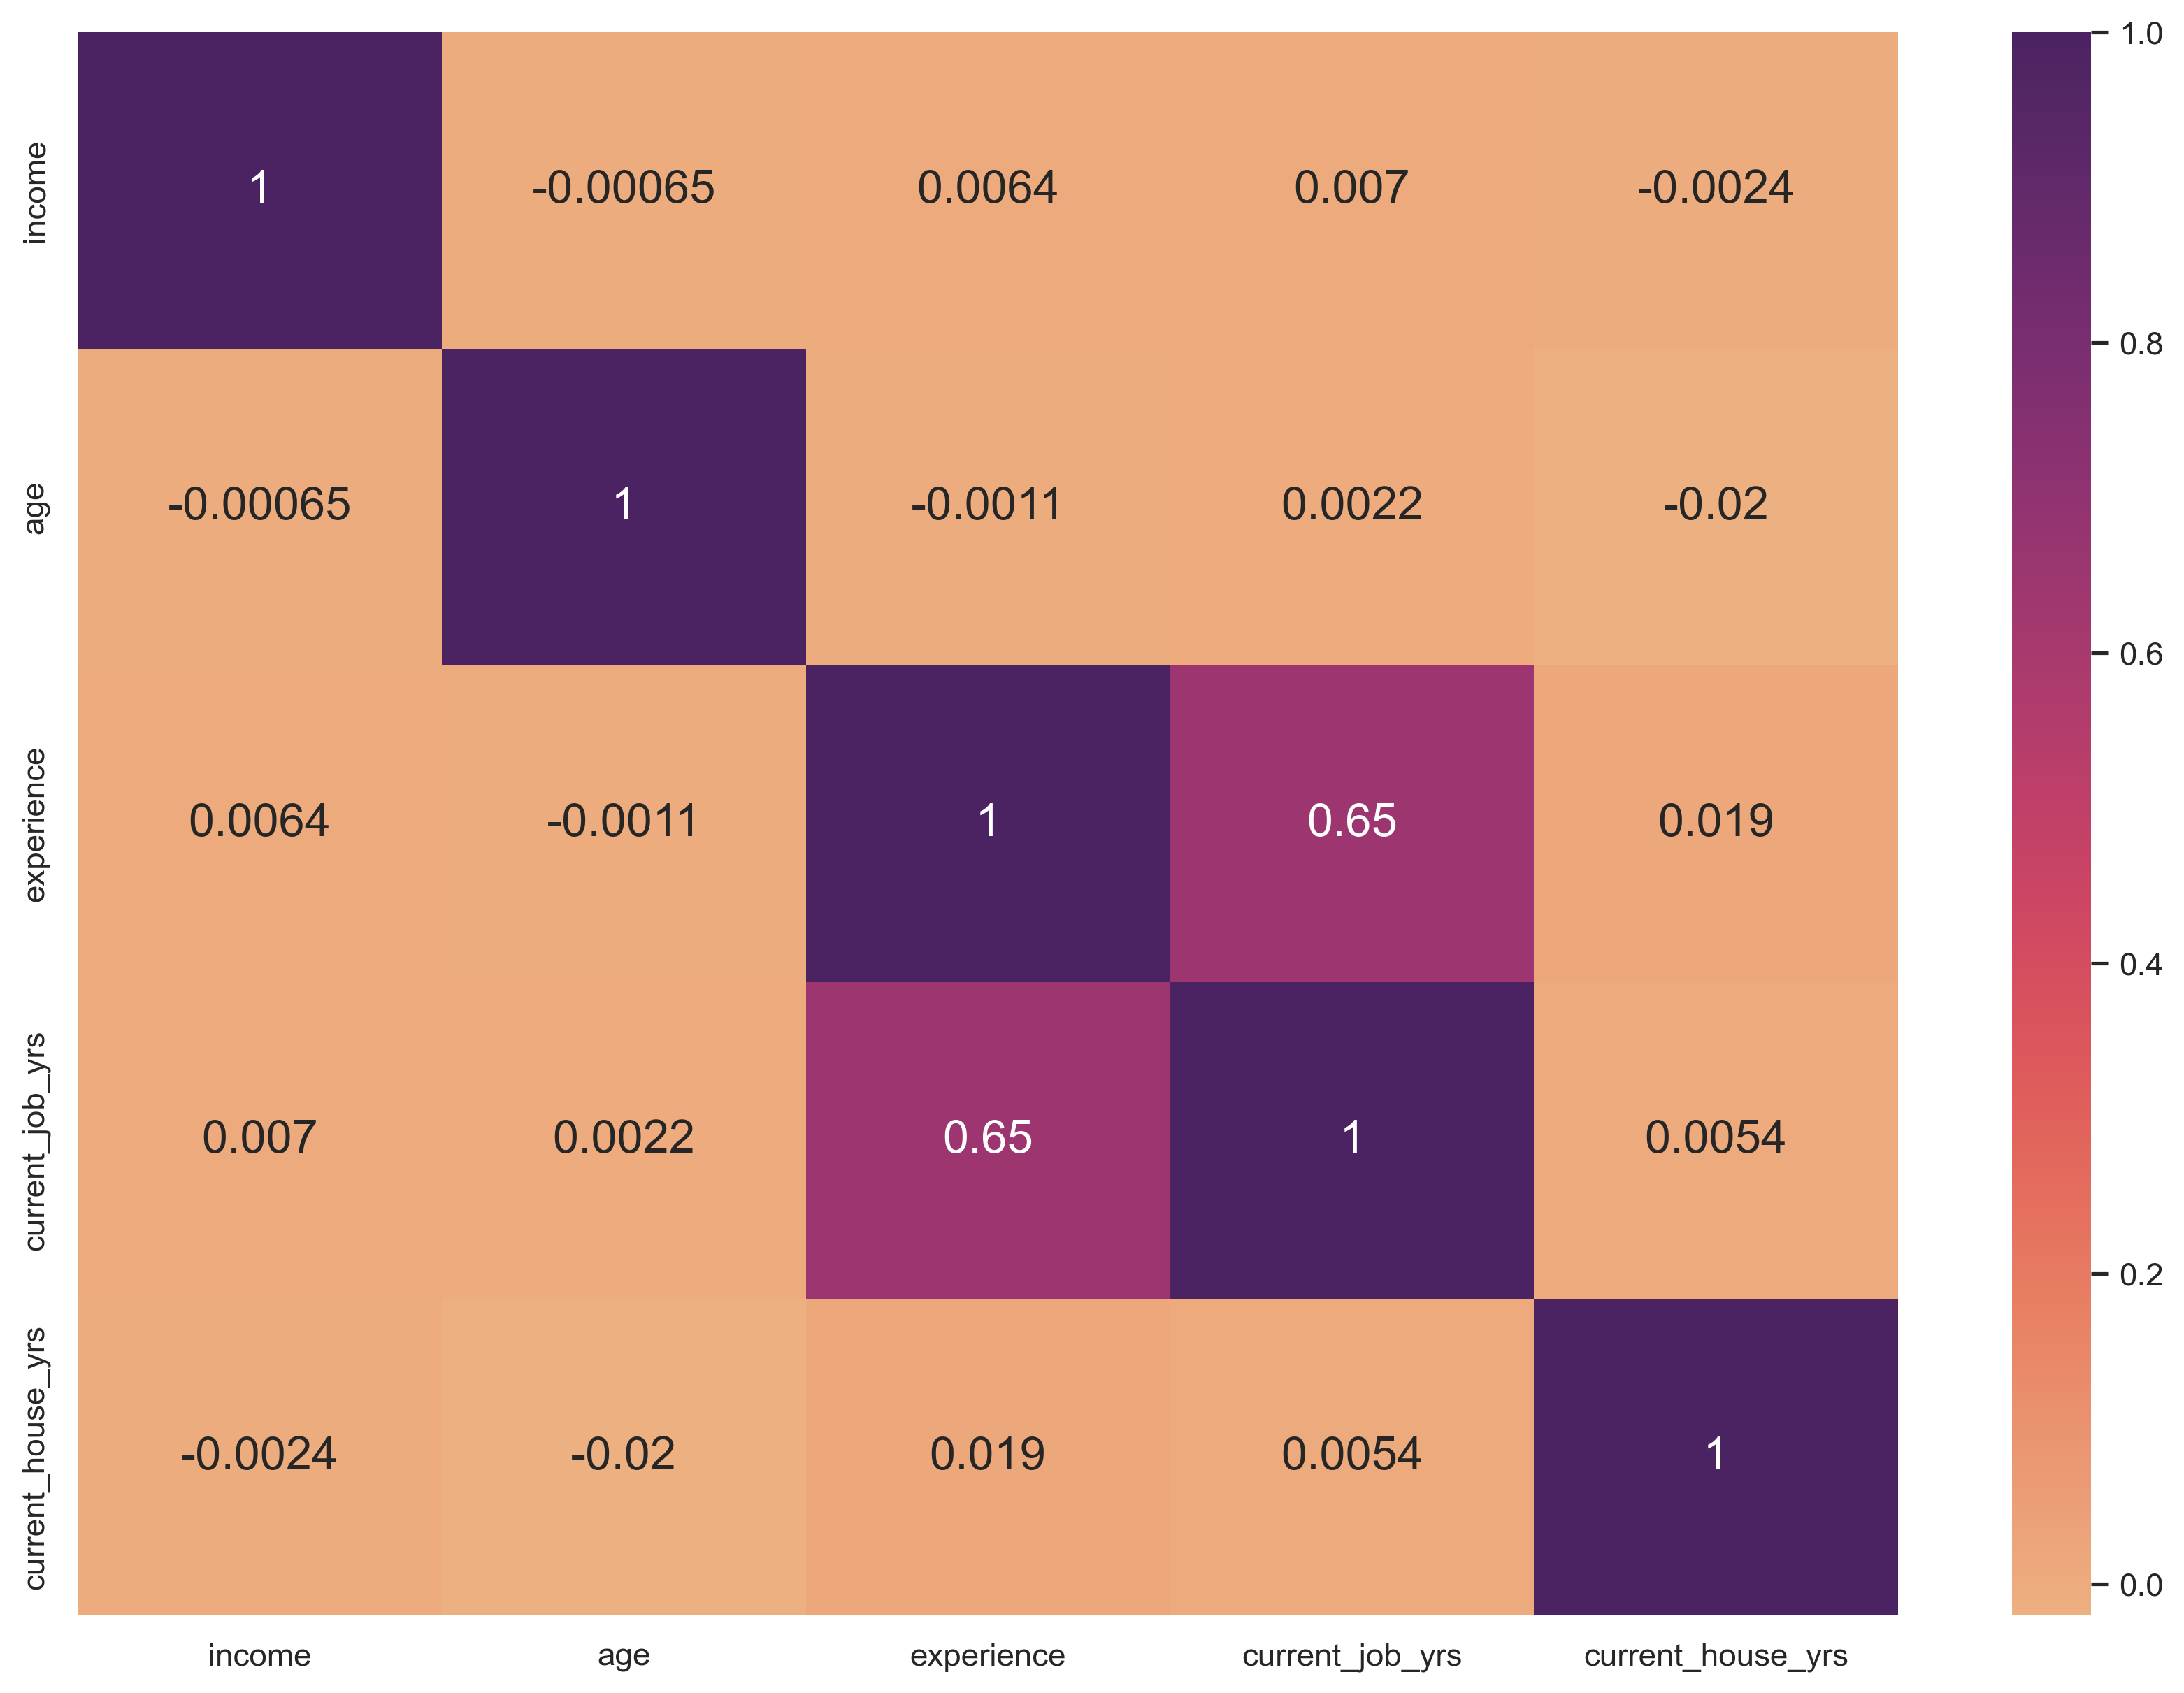 income 1 -0.00065 0.0064 0.007 -0.0024
age -0.00065 1 -0.0011 0.0022 -0.02
experience 0.0064 -0.0011 1 0.65 0.019
current_job_yrs 0.007 0.0022 0.65 1 0.0054
current_house_yrs -0.0024 -0.02 0.019 0.0054 1
income age experience current_job_yrs current_house_yrs
1.0
0.8
0.6
0.4
0.2
0.0